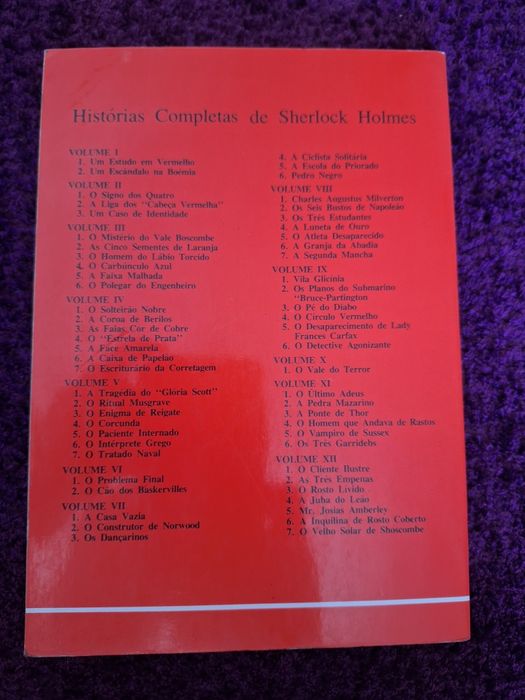 Histórias Completas de Sherlock Holmes
VOLUME I
1. Um Estudo em Vermelho
2. Um Escândalo na Boémia
VOLUME II
1. O Signo dos Quatro
2. A Liga dos "Cabeça Vermelha"
3. Um Caso de Identidade
VOLUME III
1. O Mistério do Vale Boscombe
2. As Cinco Sementes de Laranja
3. O Homem do Lábio Torcido
4. O Carbúnculo Azul
5. A Faixa Malhada
6. O Polegar do Engenheiro
VOLUME IV
1. O Solteirão Nobre
2. A Coroa de Berilos
3. As Faias Cor de Cobre
4. O "Estrela de Prata"
5. A Face Amarela
6. A Caixa de Papelão
7. O Escriturário da Corretagem
VOLUME V
1. A Tragédia do "Gloria Scott"
2. O Ritual Musgrave
3. O Enigma de Reigate
4. O Corcunda
5. O Paciente Internado
6. O Intérprete Grego
7. O Tratado Naval
VOLUME VI
1. O Problema Final
2. O Cão dos Baskervilles
VOLUME VII
1. A Casa Vazia
2. O Construtor de Norwood
3. Os Dançarinos
4. A Ciclista Solitária
5. A Escola do Priorado
6. Pedro Negro
VOLUME VIII
1. Charles Augustus Milverton
2. Os Seis Bustos de Napoleão
3. Os Três Estudantes
4. A Luneta de Ouro
5. O Atleta Desaparecido
6. A Granja da Abadia
7. A Segunda Mancha
VOLUME IX
1. Vila Glicínia
2. Os Planos do Submarino
"Bruce-Partington
3. O Pé do Diabo
4. O Círculo Vermelho
5. O Desaparecimento de Lady
Frances Carfax
6. O Detective Agonizante
VOLUME X
1. O Vale do Terror
VOLUME XI
1. O Último Adeus
2. A Pedra Mazarino
3. A Ponte de Thor
4. O Homem que Andava de Rastos
5. O Vampiro de Sussex
6. Os Três Garridebs
VOLUME XII
1. O Cliente Ilustre
2. As Três Empenas
3. O Rosto Lívido
4. A Juba do Leão
5. Mr. Josias Amberley
6. A Inquilina de Rosto Coberto
7. O Velho Solar de Shoscombe